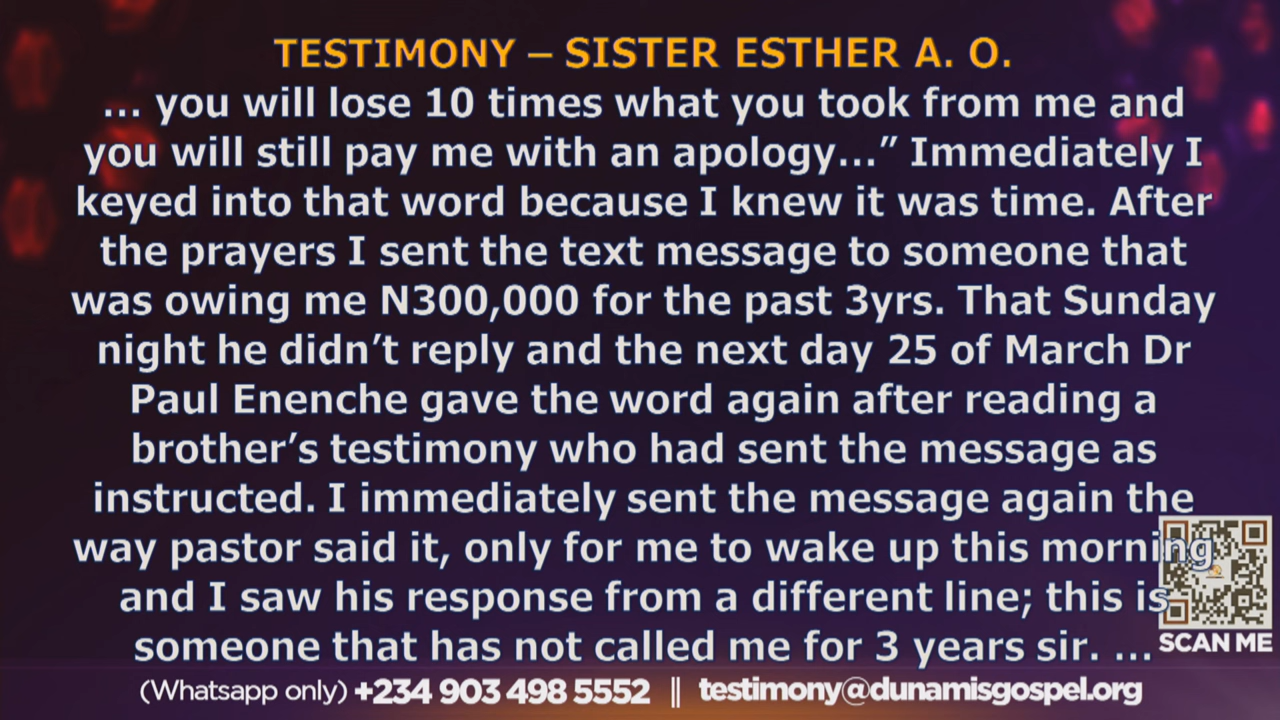 TESTIMONY – SISTER ESTHER A. O.
... you will lose 10 times what you took from me and
you will still pay me with an apology...” Immediately I
keyed into that word because I knew it was time. After
the prayers I sent the text message to someone that
was owing me N300,000 for the past 3yrs. That Sunday
night he didn’t reply and the next day 25 of March Dr
Paul Enenche gave the word again after reading a
brother’s testimony who had sent the message as
instructed. I immediately sent the message again the
way pastor said it, only for me to wake up this morning
and I saw his response from a different line; this is
someone that has not called me for 3 years sir. ...
SCAN ME
(Whatsapp only) +234 903 498 5552 || testimony@dunamisgospel.org